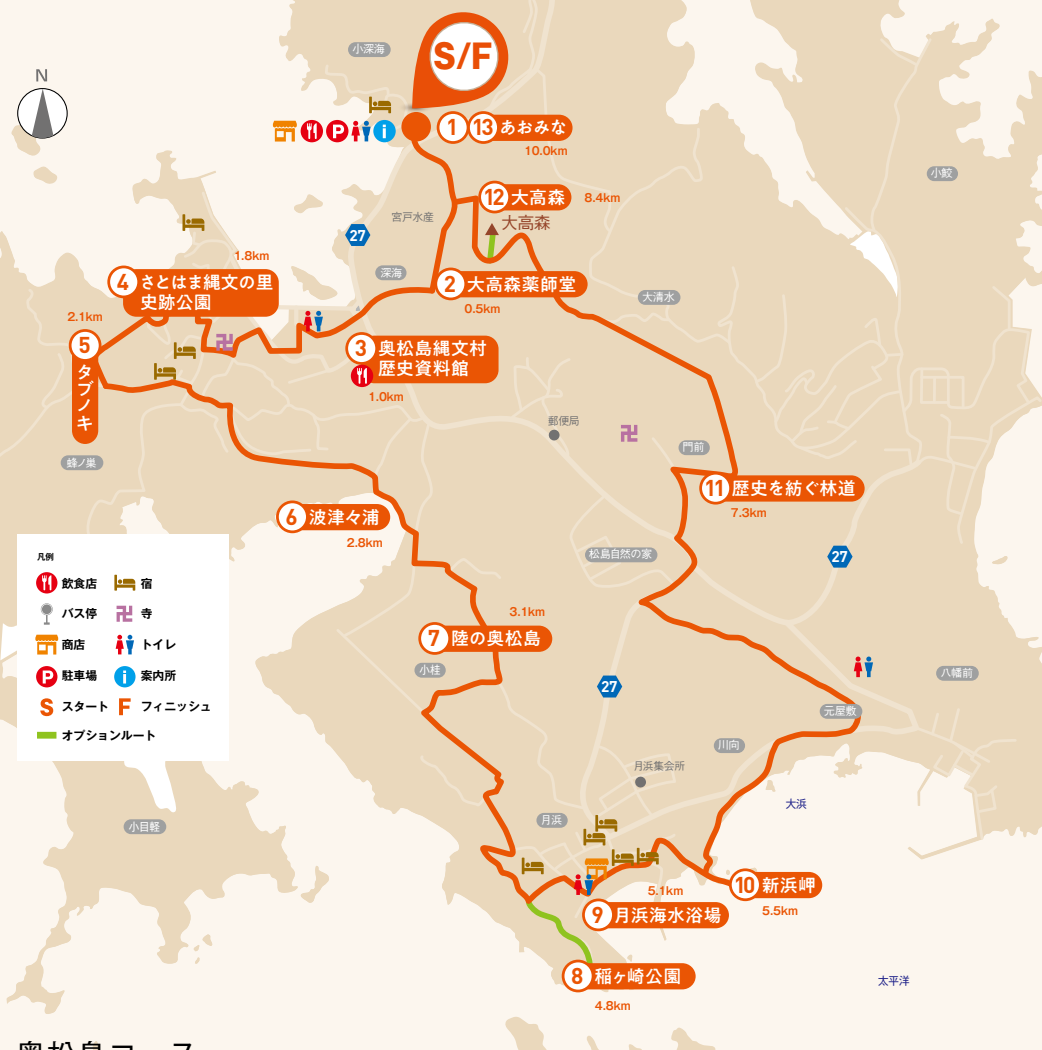 S/F
小深海
N
P
i
1 13 あおみな
10.0km
小鮫
12 大高森
8.4km
宮戸水産
大高森
27
1.8km
深海
4 さとはま縄文の里
史跡公園
2 大高森薬師堂
0.5km
大清水
2.1km
5 タブノキ
3 奥松島縄文村
歴史資料館
1.0km
郵便局
門前
蜂ノ巣
11 歴史を紡ぐ林道
7.3km
6 波津々浦
2.8km
松島自然の家
27
凡例
飲食店
宿
バス停
寺
商店
トイレ
P 駐車場
i 案内所
S スタート
F フィニッシュ
オプションルート
3.1km
7 陸の奥松島
小桂
27
八幡前
元屋敷
川向
月浜集会所
大浜
月浜
小目軽
5.1km
10 新浜岬
5.5km
9 月浜海水浴場
8 稲ヶ崎公園
4.8km
太平洋
奥松島コース